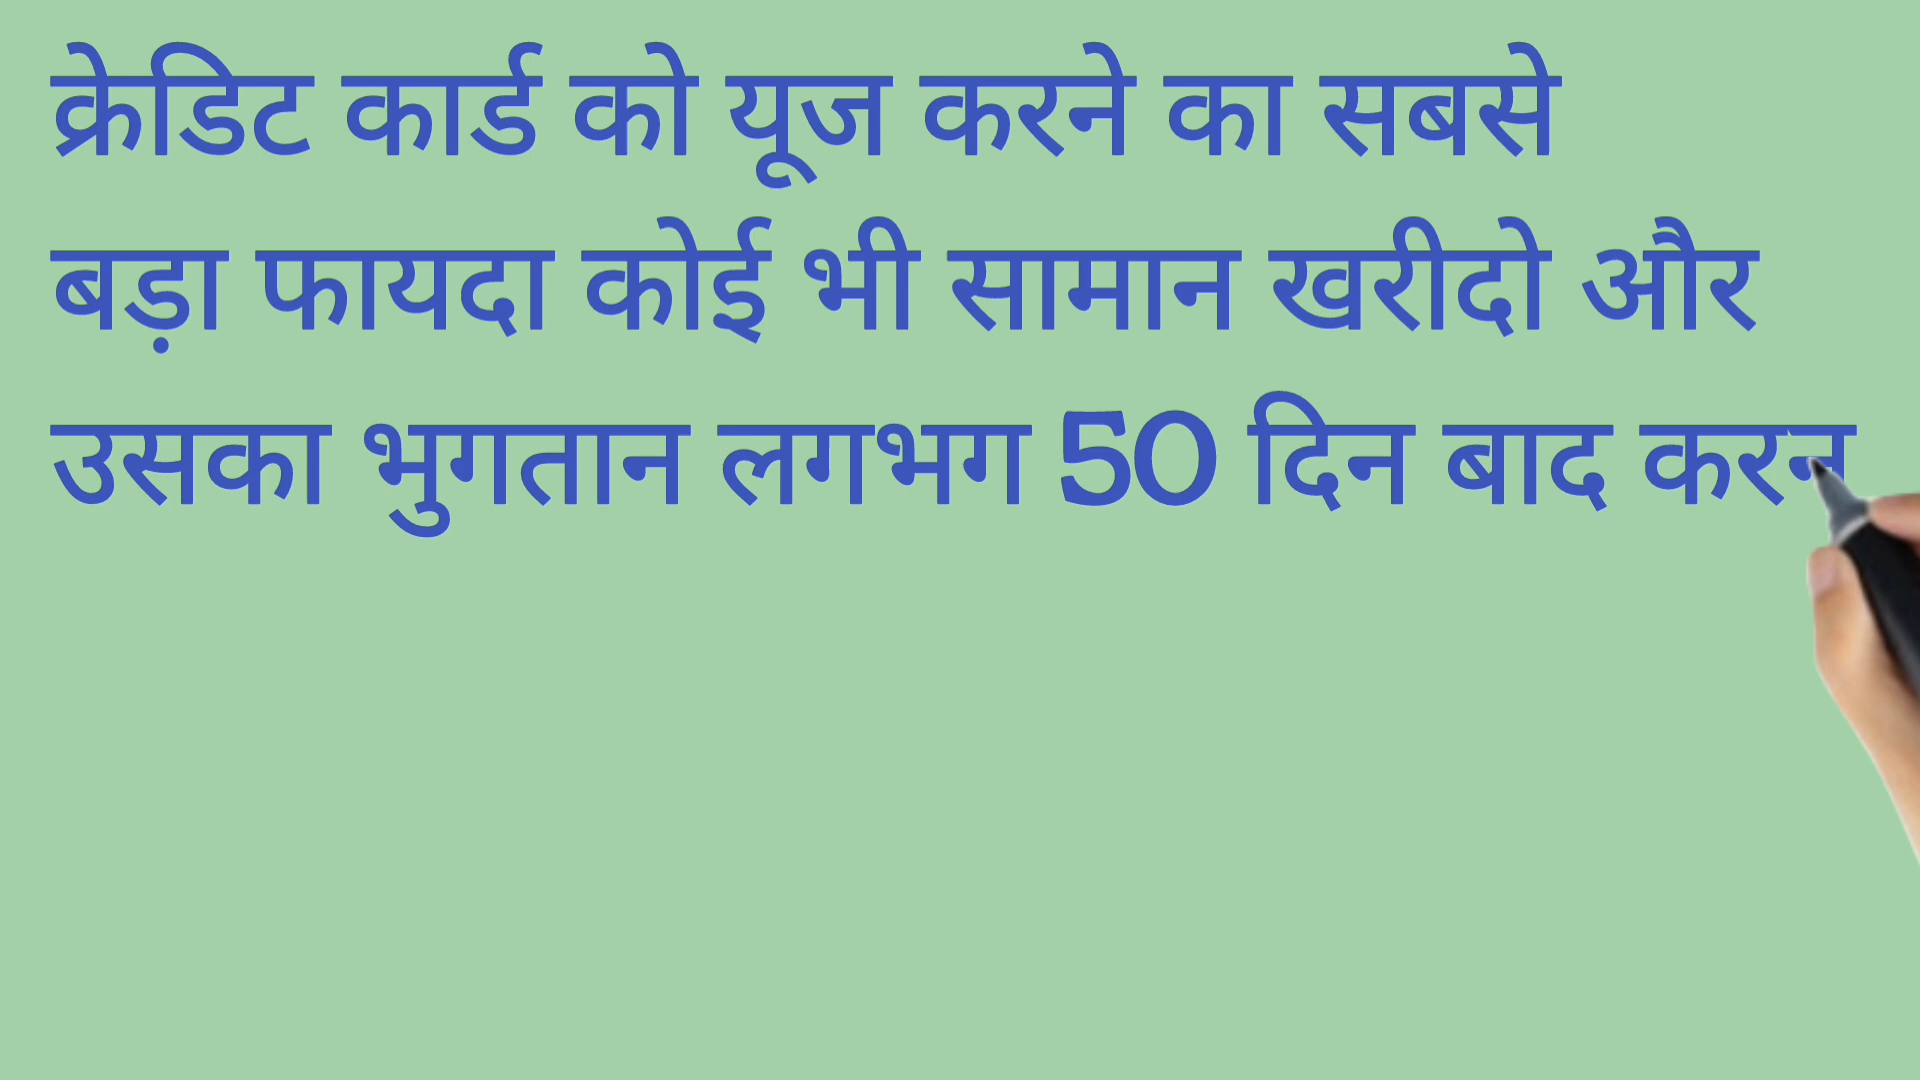 क्रेडिट कार्ड को यूज करने का सबसे
बड़ा फायदा कोई भी सामान खरीदो और
उसका भुगतान लगभग 50 दिन बाद करन